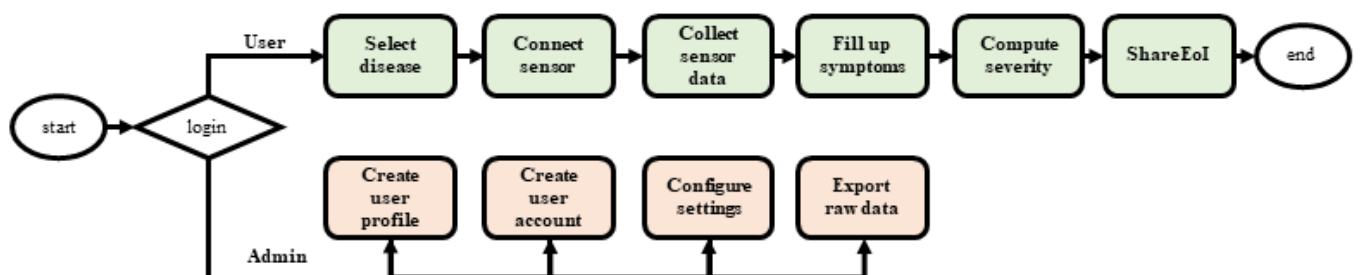 User
Select
disease
Connect
sensor
Collect
sensor
data
Fill up
symptoms
Compute
severity
ShareEoI
end
start
login
Create
user
profile
Create
user
account
Configure
settings
Export
raw data
Admin